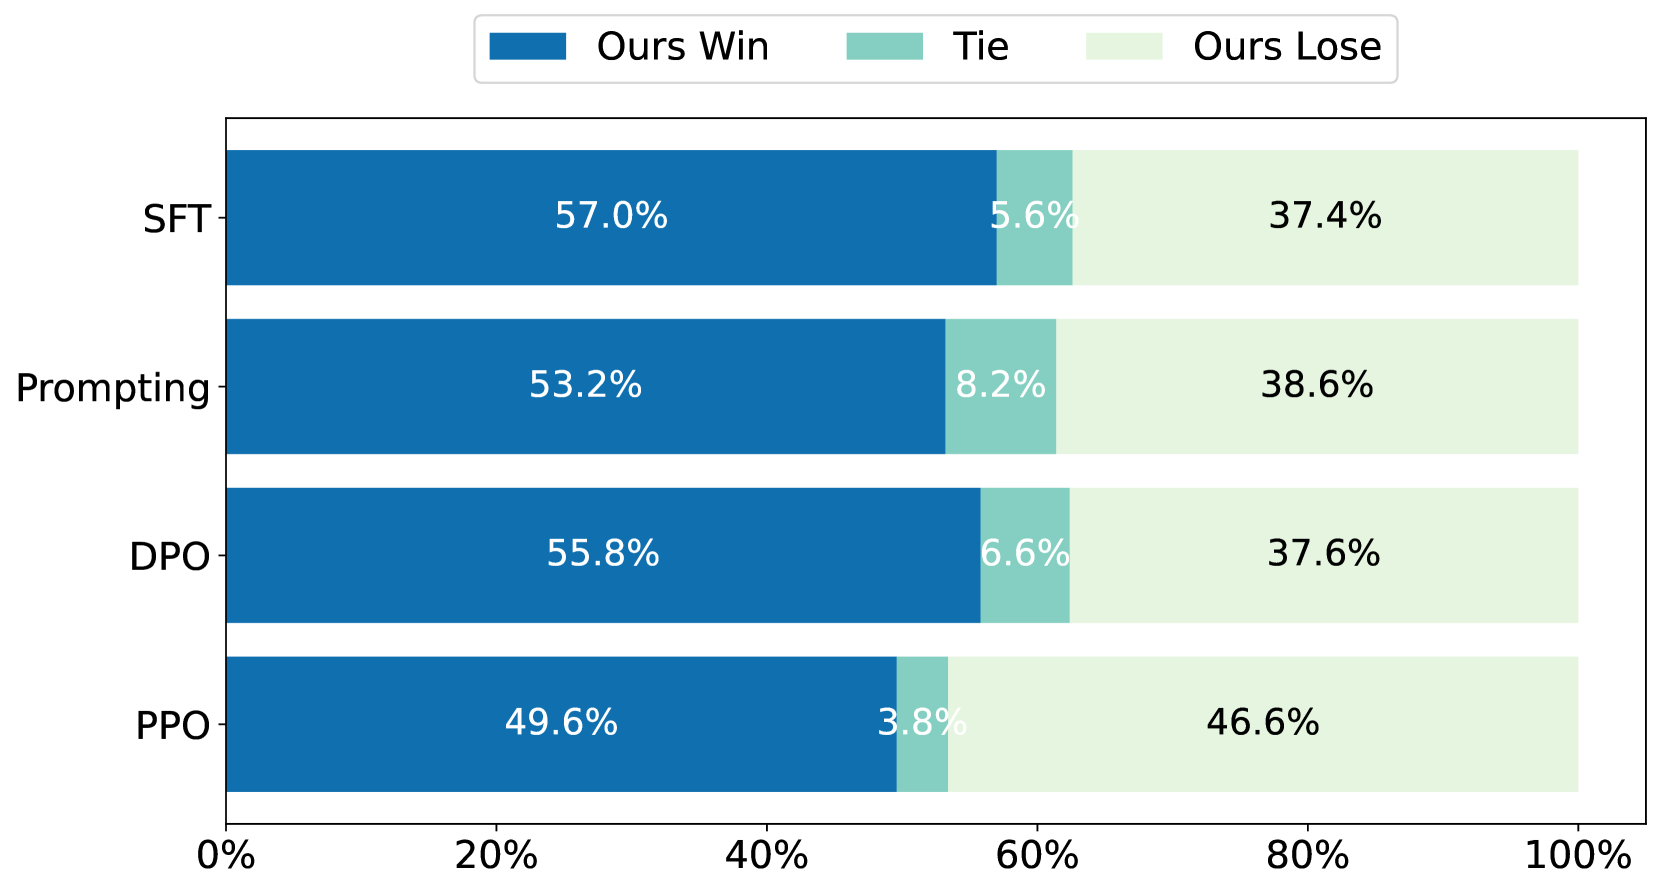 Ours Win Tie Ours Lose
SFT 57.0% 5.6% 37.4%
Prompting 53.2% 8.2% 38.6%
DPO 55.8% 6.6% 37.6%
PPO 49.6% 3.8% 46.6%
0% 20% 40% 60% 80% 100%